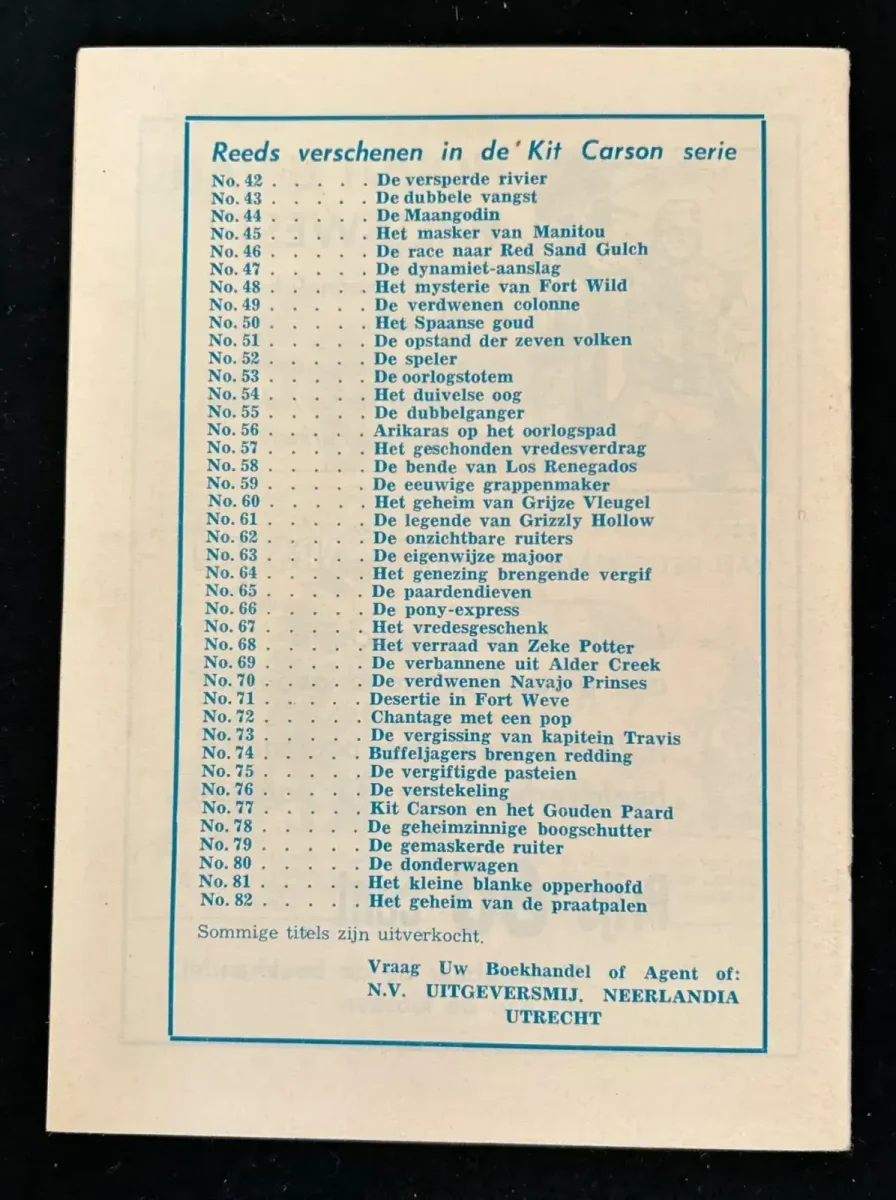 Reeds verschenen in de' Kit Carson serie
No. 42 . . . . . De versperde rivier
No. 43 . . . . . De dubbele vangst
No. 44 . . . . . De Maangodin
No. 45 . . . . . Het masker van Manitou
No. 46 . . . . . De race naar Red Sand Gulch
No. 47 . . . . . De dynamiet-aanslag
No. 48 . . . . . Het mysterie van Fort Wild
No. 49 . . . . . De verdwenen colonne
No. 50 . . . . . Het Spaanse goud
No. 51 . . . . . De opstand der zeven volken
No. 52 . . . . . De speler
No. 53 . . . . . De oorlogstotem
No. 54 . . . . . Het duivelse oog
No. 55 . . . . . De dubbelganger
No. 56 . . . . . Arikaras op het oorlogspad
No. 57 . . . . . Het geschonden vredesverdrag
No. 58 . . . . . De bende van Los Renegados
No. 59 . . . . . De eeuwige grappenmaker
No. 60 . . . . . Het geheim van Grijze Vleugel
No. 61 . . . . . De legende van Grizzly Hollow
No. 62 . . . . . De onzichtbare ruiters
No. 63 . . . . . De eigenwijze majoor
No. 64 . . . . . Het genezing brengende vergif
No. 65 . . . . . De paardendieven
No. 66 . . . . . De pony-express
No. 67 . . . . . Het vredesgeschenk
No. 68 . . . . . Het verraad van Zeke Potter
No. 69 . . . . . De verbannene uit Alder Creek
No. 70 . . . . . De verdwenen Navajo Prinses
No. 71 . . . . . Desertie in Fort Weve
No. 72 . . . . . Chantage met een pop
No. 73 . . . . . De vergissing van kapitein Travis
No. 74 . . . . . Buffeljagers brengen redding
No. 75 . . . . . De vergiftigde pasteien
No. 76 . . . . . De verstekeling
No. 77 . . . . . Kit Carson en het Gouden Paard
No. 78 . . . . . De geheimzinnige boogschutter
No. 79 . . . . . De gemaskerde ruiter
No. 80 . . . . . De donderwagen
No. 81 . . . . . Het kleine blanke opperhoofd
No. 82 . . . . . Het geheim van de praatpalen
Sommige titels zijn uitverkocht.
Vraag Uw Boekhandel of Agent of:
N.V. UITGEVERSMIJ. NEERLANDIA
UTRECHT